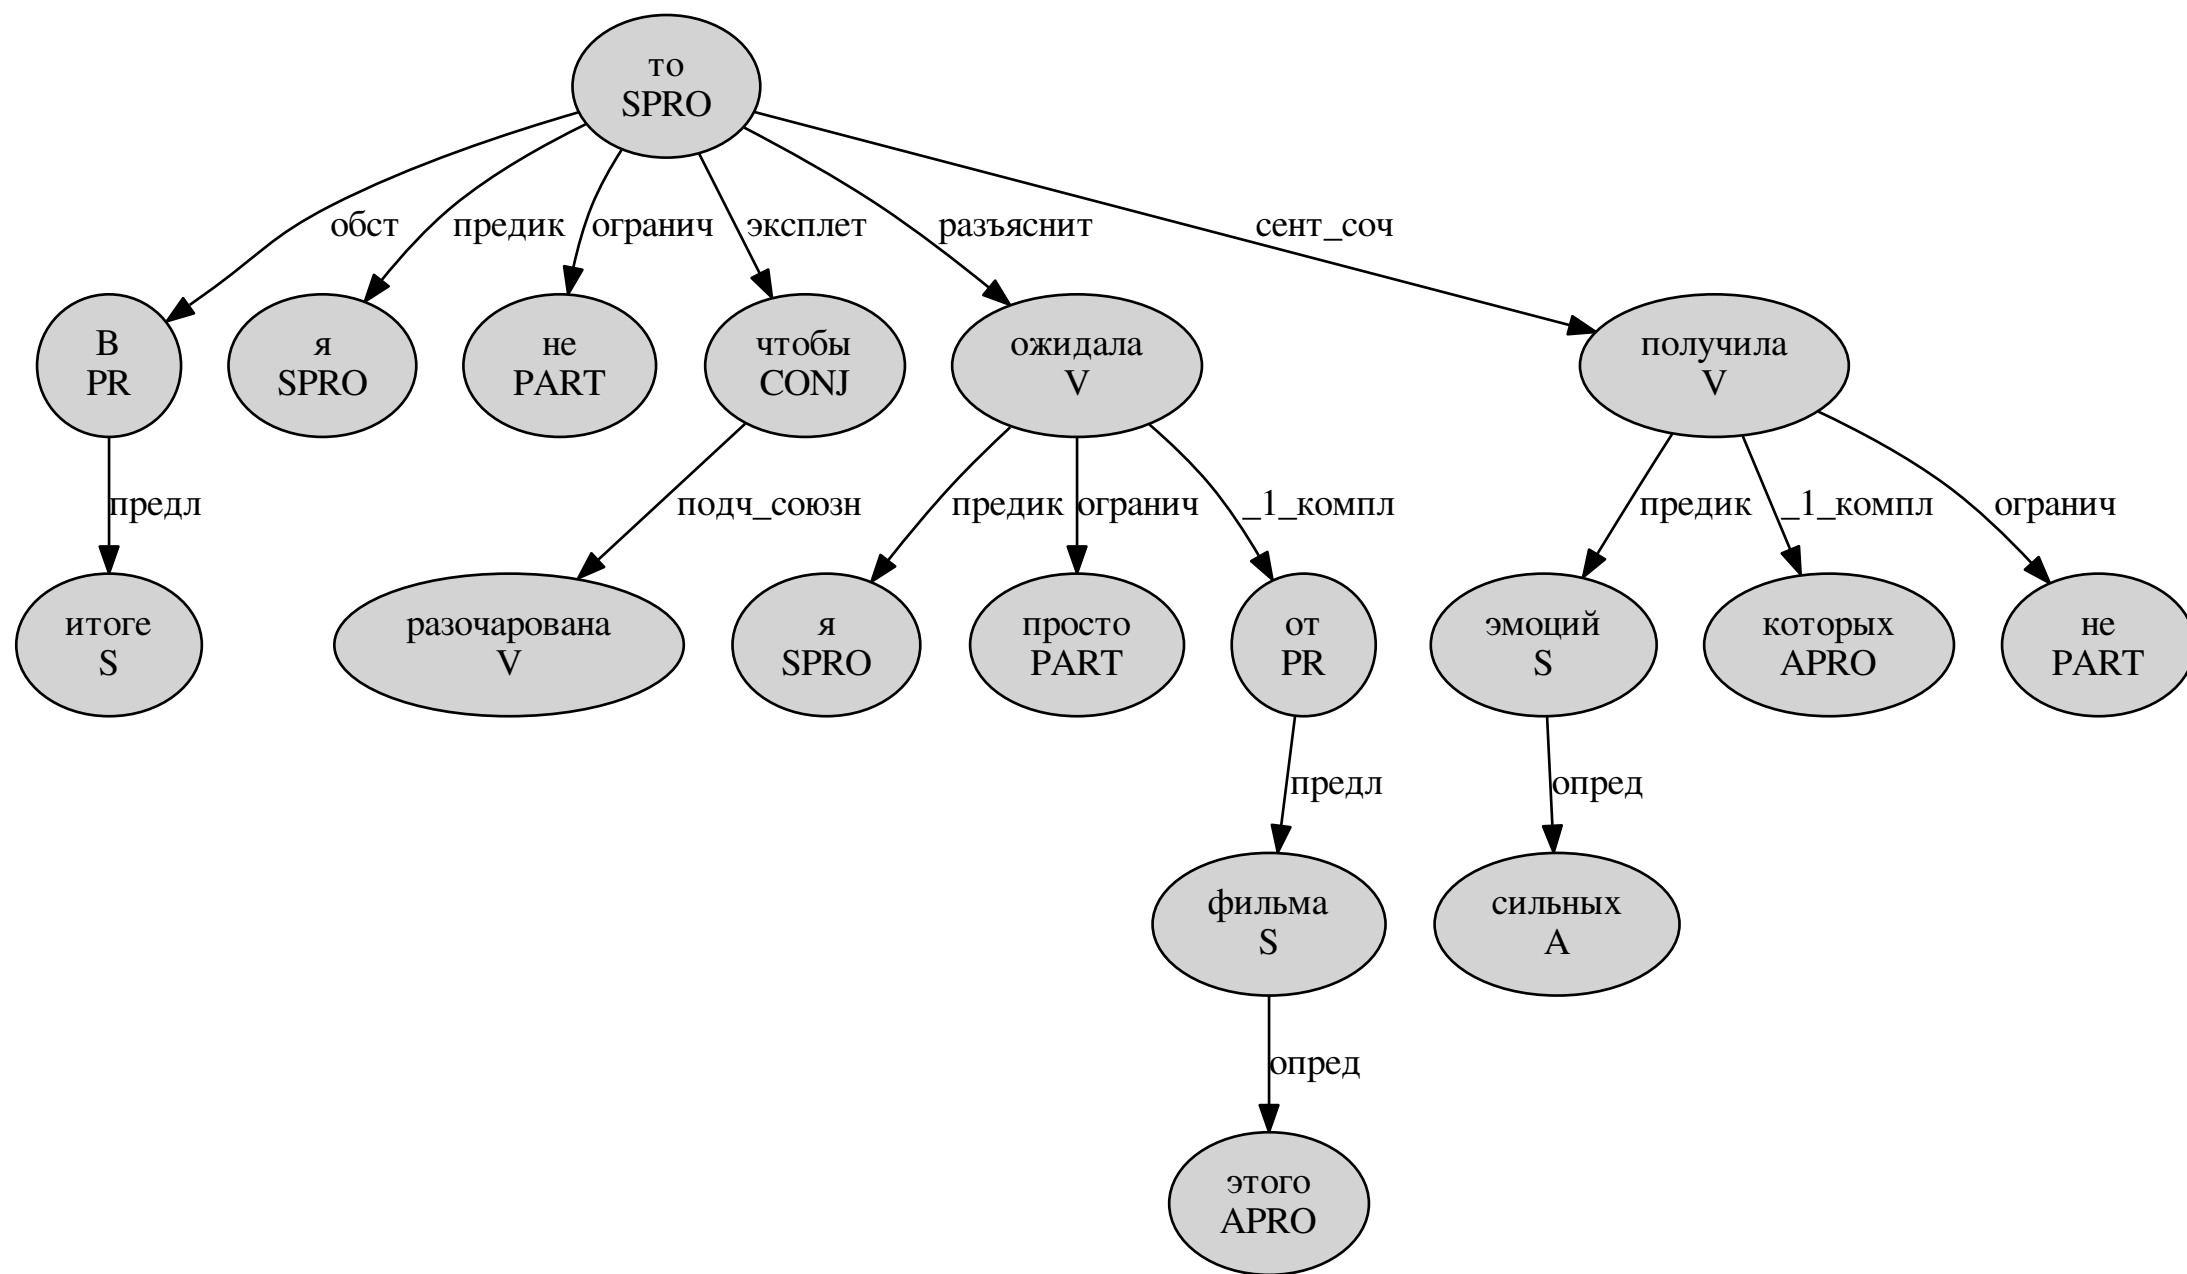 то
SPRO
обст
предик
огранич
эксплет
разъяснит
сент_соч
В
PR
я
SPRO
не
PART
чтобы
CONJ
ожидала
V
получила
V
предл
подч_союзн
предик
огранич
_1_компл
предик
_1_компл
огранич
итоге
S
разочарована
V
я
SPRO
просто
PART
от
PR
эмоций
S
которых
APRO
не
PART
предл
опред
фильма
S
сильных
A
опред
этого
APRO